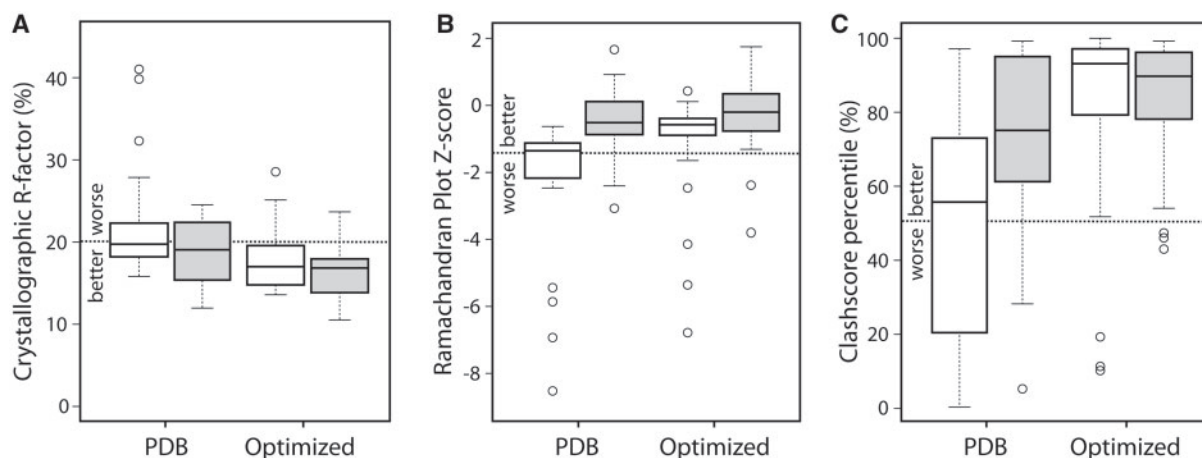 A
Crystallographic R-factor (%)
40
30
20
10
0
worse
better
PDB
Optimized
B
Ramachandran Plot Z-score
2
0
-2
-4
-6
-8
better
worse
PDB
Optimized
C
Clashscore percentile (%)
100
80
60
40
20
0
better
worse
PDB
Optimized